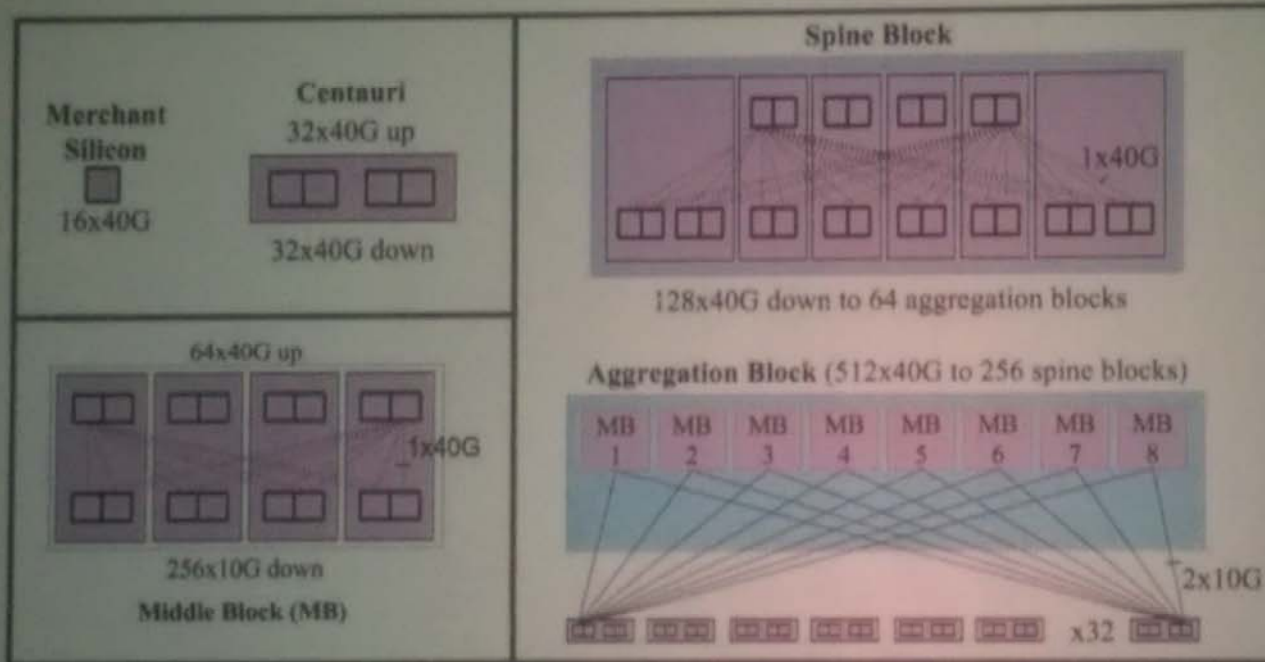 Merchant
Silicon
16x40G
Centauri
32x40G up
32x40G down
64x40G up
1x40G
256x10G down
Middle Block (MB)
Spine Block
1x40G
128x40G down to 64 aggregation blocks
Aggregation Block (512x40G to 256 spine blocks)
MB MB MB MB MB MB MB MB
1 2 3 4 5 6 7 8
2x10G
x32